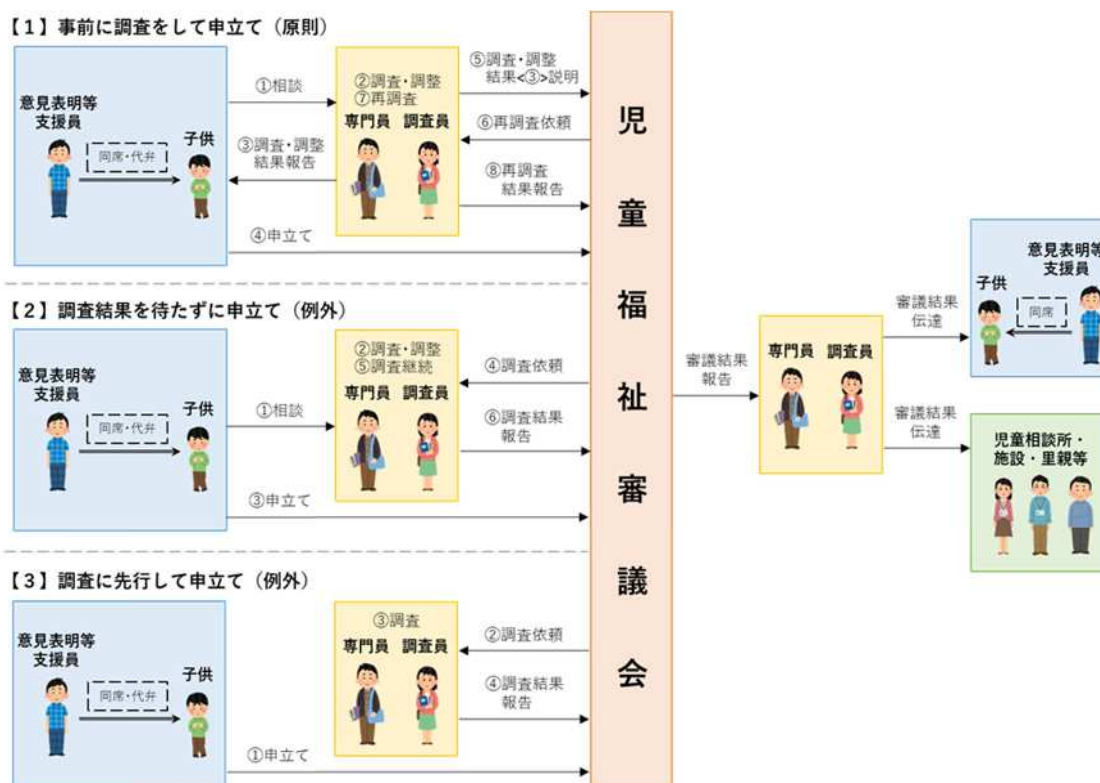 【1】事前に調査をして申立て（原則）
意見表明等
支援員
同席・代弁
子供
①相談
③調査・調整
結果報告
④申立て
②調査・調整
⑦再調査
専門員
調査員
⑤調査・調整
結果<③>説明
⑥再調査依頼
⑧再調査
結果報告
【2】調査結果を待たずに申立て（例外）
意見表明等
支援員
同席・代弁
子供
①相談
③申立て
②調査・調整
⑤調査継続
専門員
調査員
④調査依頼
⑥調査結果
報告
【3】調査に先行して申立て（例外）
意見表明等
支援員
同席・代弁
子供
①申立て
③調査
専門員
調査員
②調査依頼
④調査結果
報告
児童福祉審議会
審議結果
報告
専門員
調査員
審議結果
伝達
意見表明等
支援員
子供
同席
審議結果
伝達
児童相談所・
施設・里親等